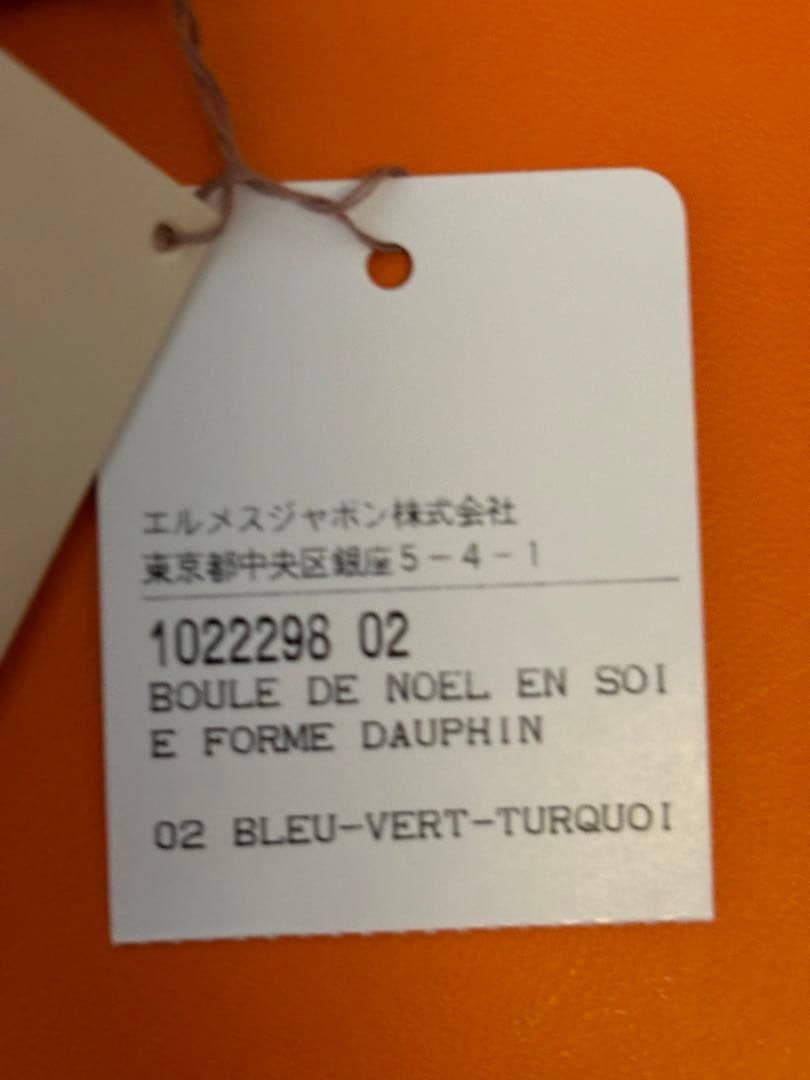 エルメスジャポン株式会社
東京都中央区銀座5-4-1
1022298 02
BOULE DE NOEL EN SOI
E FORME DAUPHIN
02 BLEU-VERT-TURQUOI